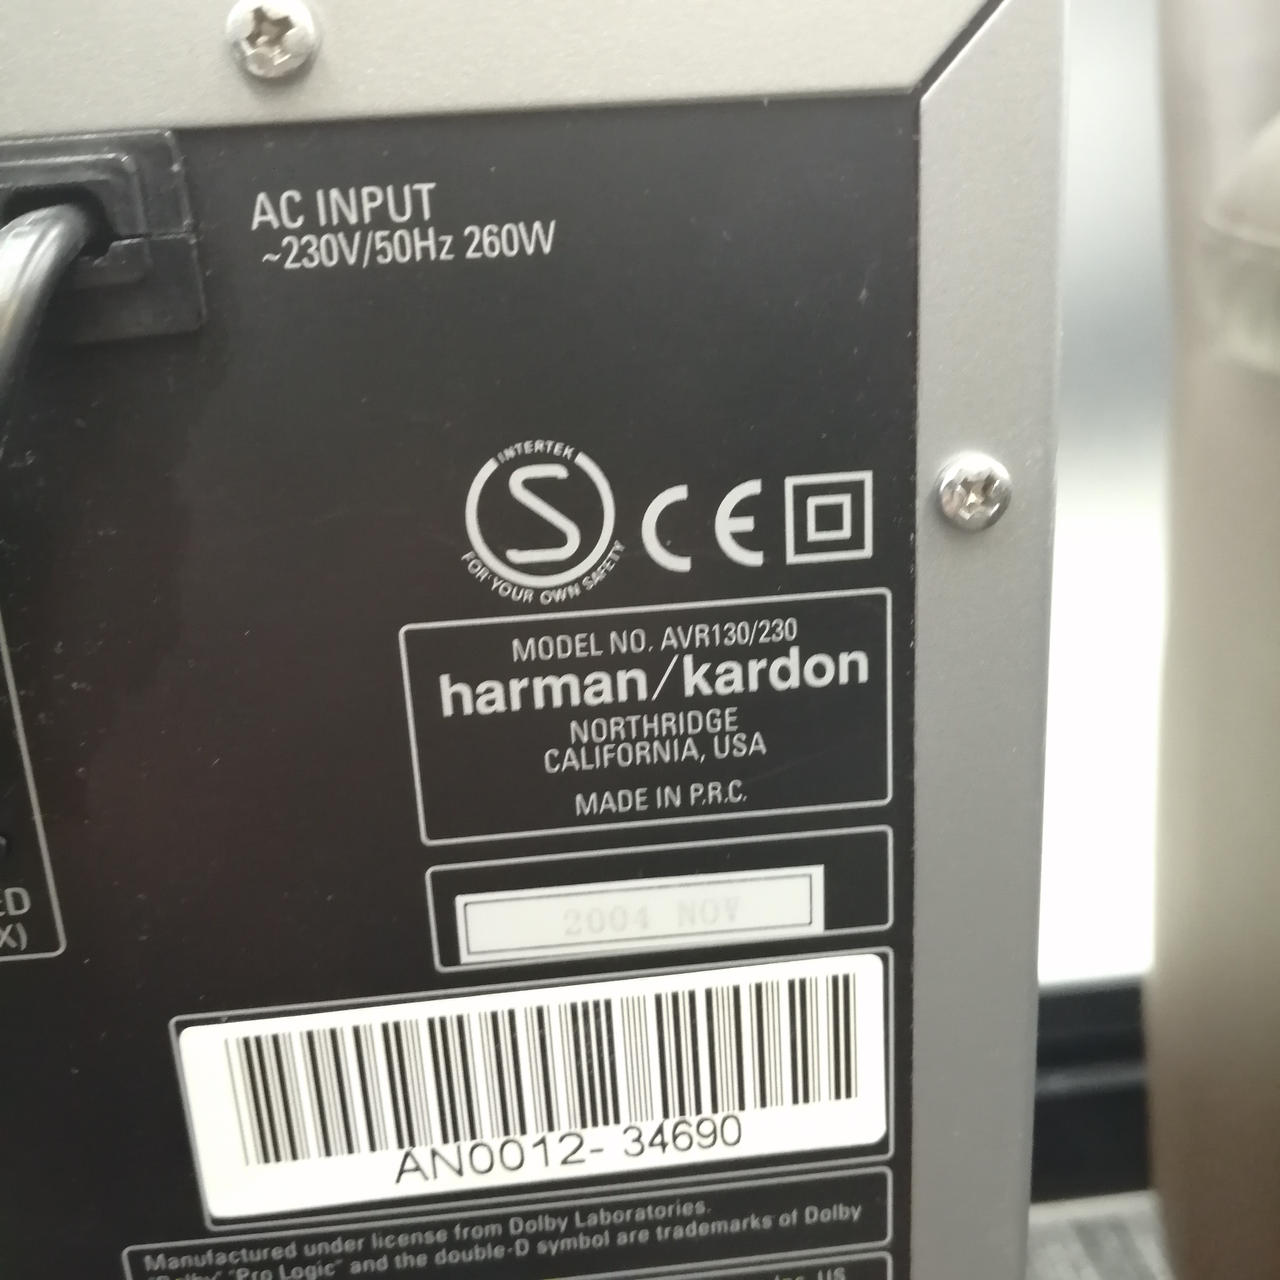 AC INPUT
~230V/50Hz 260W
INTERTEK
S
FOR YOUR OWN SAFETY
CE
MODEL NO. AVR130/230
harman/kardon
NORTHRIDGE
CALIFORNIA, USA
MADE IN P.R.C.
ED
X)
2004 NOV
AN0012- 34690
Manufactured under license from Dolby Laboratories.
"Dolby" "Pro Logic" and the double-D symbol are trademarks of Dolby
US